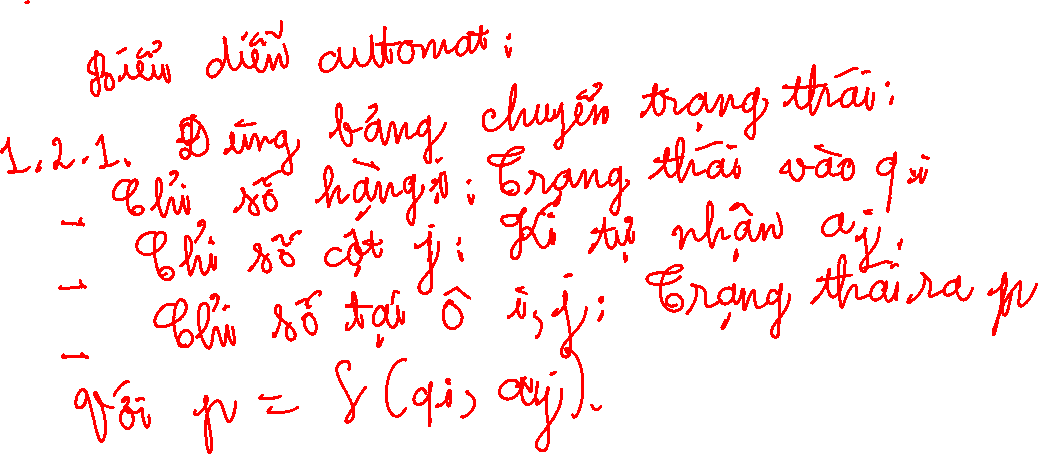 Biểu diễn automat:
1.2.1. Dùng bảng chuyển trạng thái:
- Chỉ số hàng i: Trạng thái vào qi
- Chỉ số cột j: Kí tự nhận aj.
- Chỉ số tại ô i,j: Trạng thái ra p
Với p = δ(qi, aj).